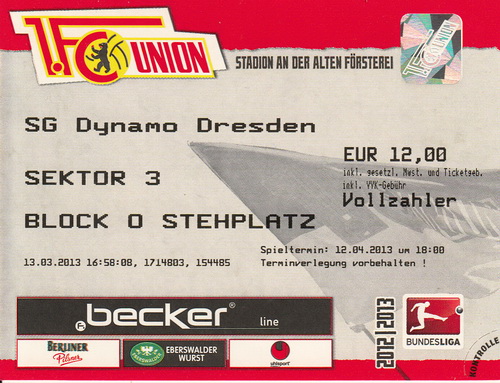 1.FC UNION
STADION AN DER ALTEN FÖRSTEREI
SG Dynamo Dresden
EUR 12,00
inkl. gesetzl. Mwst. und Ticketgeb.
inkl. VVK-Gebühr
SEKTOR 3
Vollzahler
BLOCK O STEHPLATZ
Spieltermin: 12.04.2013 um 18:00
13.03.2013 16:58:08, 1714803, 154485
Terminverlegung vorbehalten !
.becker® line
2012|2013
BUNDESLIGA
BERLINER
Pilsner
EBERSWALDER
WURST
uhlsport
KONTROLLE